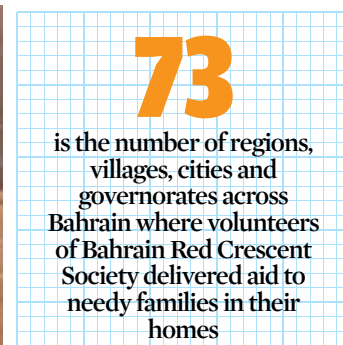 73
is the number of regions,
villages, cities and
governorates across
Bahrain where volunteers
of Bahrain Red Crescent
Society delivered aid to
needy families in their
homes